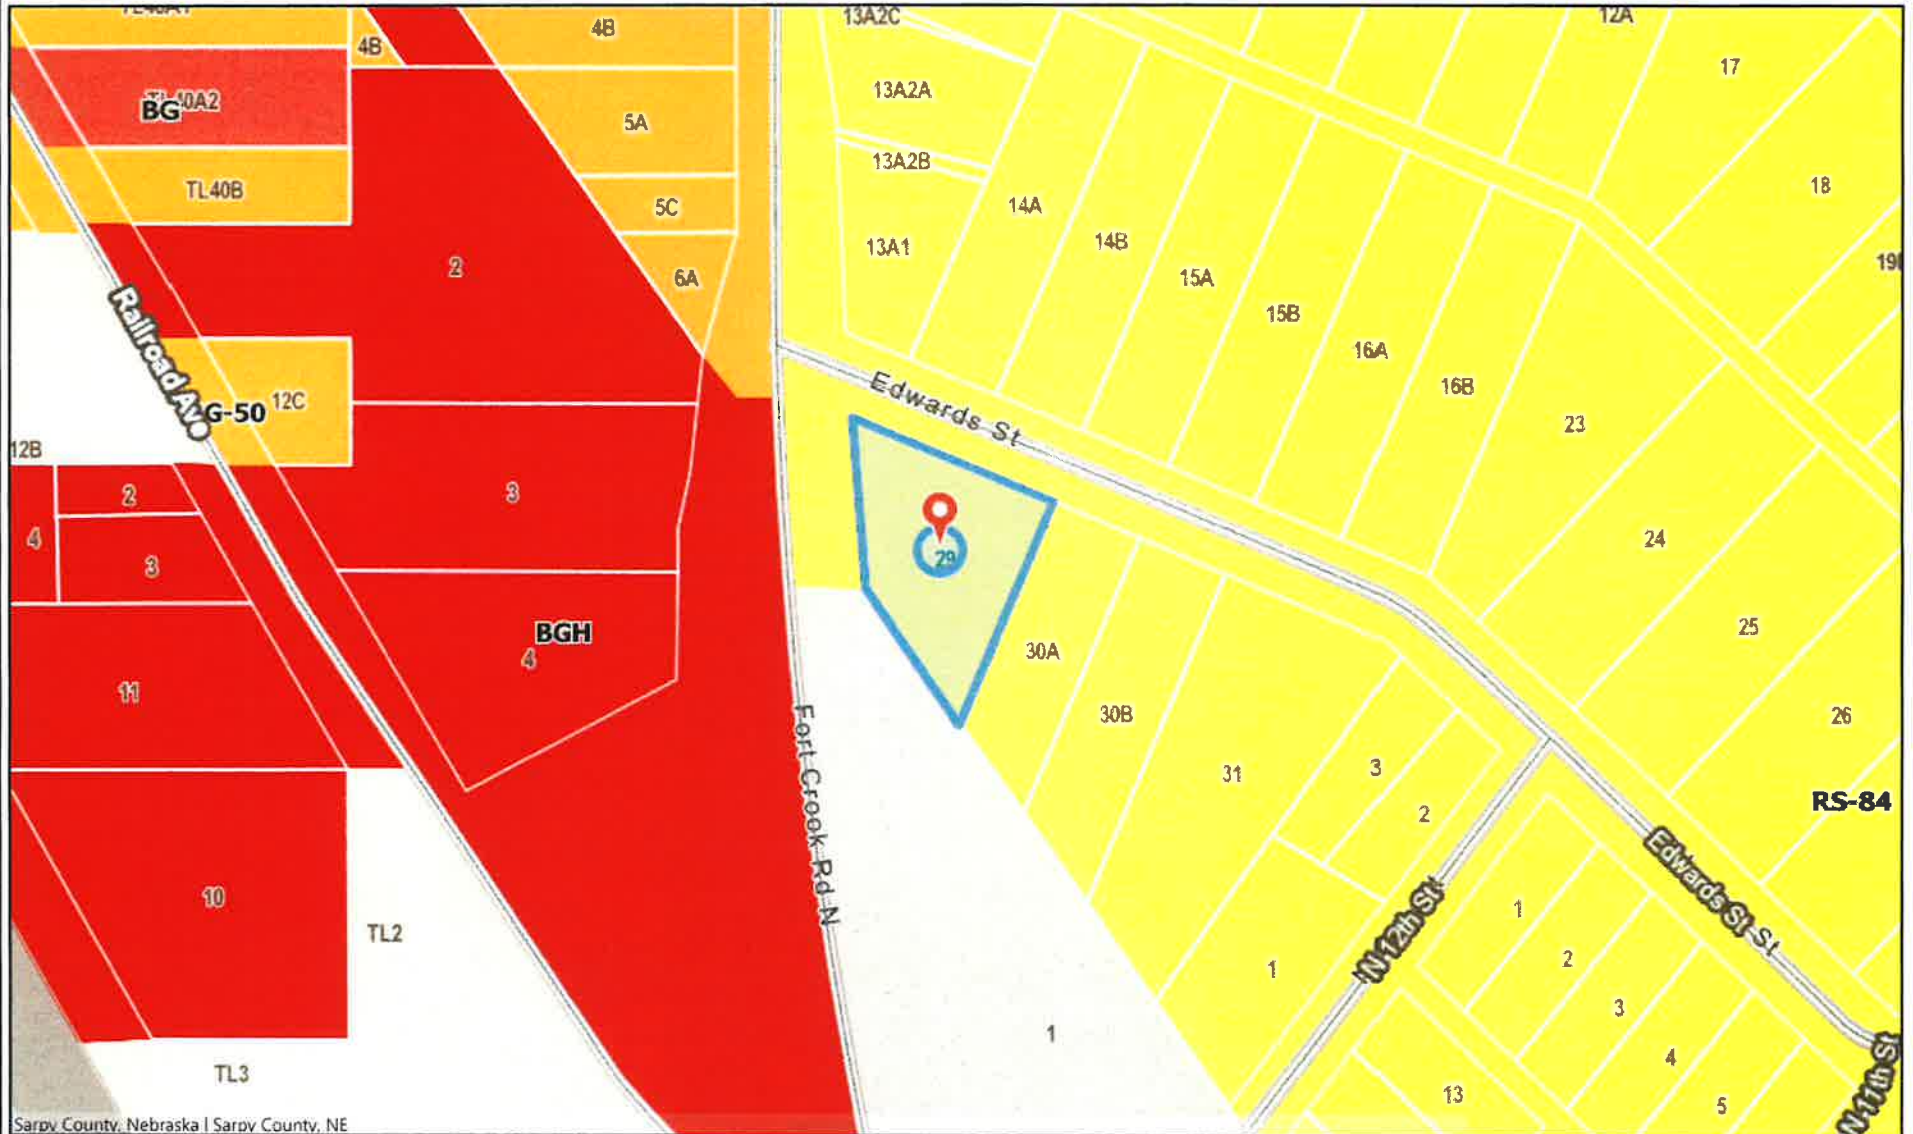 13A2C
12A
4B
4B
17
BG
13A2A
5A
13A2B
TL40B
18
5C
14A
14B
13A1
2
6A
15A
15B
16A
Railroad Ave
Edwards St
16B
12C
G-50
23
12B
2
3
4
3
29
24
BGH
4
25
30A
11
30B
26
31
3
2
RS-84
Fort Crook Rd N
Edwards St St
10
1
N 12th St
TL2
2
1
3
1
4
TL3
13
5
N 11th St
Sarpy County, Nebraska | Sarpy County, NE